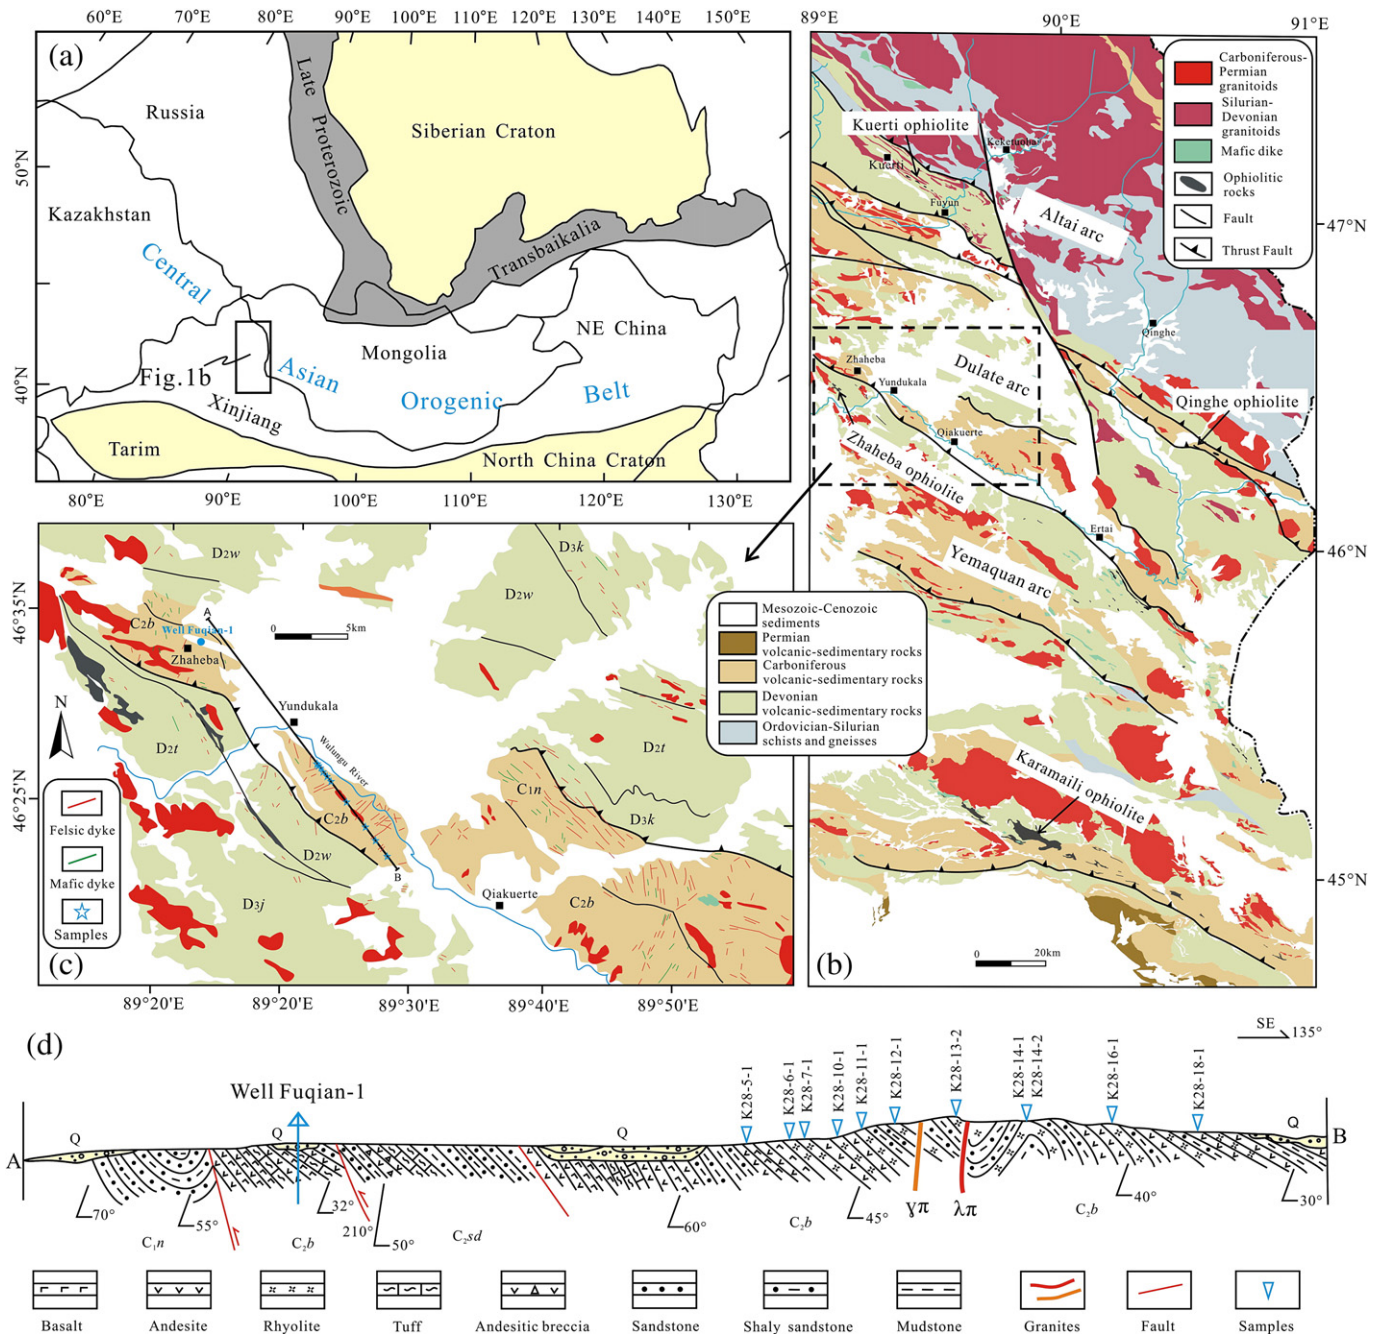 60°E
70°E
80°E
90°E
100°E
110°E
120°E
130°E
140°E
150°E
(a)
Russia
Late Proterozoic
Siberian Craton
50°N
Kazakhstan
Central
Transbaikalia
NE China
Mongolia
Fig.1b
Asian
Orogenic
Belt
40°N
Xinjiang
Tarim
North China Craton
80°E
90°E
100°E
110°E
120°E
130°E
89°E
90°E
91°E
Carboniferous-
Permian
granitoids
Silurian-
Devonian
granitoids
Mafic dike
Ophiolitic
rocks
Fault
Thrust Fault
Kuerti ophiolite
Kuerti
Fuyun
Altai arc
47°N
Qinghe
Zhaheba
Yundukala
Dulate arc
Qiakuerte
Qinghe ophiolite
Zhaheba ophiolite
Ertai
46°N
Yemaquan arc
Karamaili ophiolite
45°N
20km
(b)
Mesozoic-Cenozoic
sediments
Permian
volcanic-sedimentary rocks
Carboniferous
volcanic-sedimentary rocks
Devonian
volcanic-sedimentary rocks
Ordovician-Silurian
schists and gneisses
D2w
D3k
D2w
46°35'N
C2b
A
Well Fuqian-1
0
5km
Zhaheba
N
Yundukala
D2t
Wulungu River
D2t
46°25'N
C1n
C2b
D3k
D2w
B
Felsic dyke
Mafic dyke
Samples
D3j
Qiakuerte
C2b
(c)
89°20'E
89°20'E
89°30'E
89°40'E
89°50'E
(d)
SE
135°
K28-5-1
K28-6-1
K28-7-1
K28-10-1
K28-11-1
K28-12-1
K28-13-2
K28-14-1
K28-14-2
K28-16-1
K28-18-1
Well Fuqian-1
Q
Q
Q
Q
A
B
70°
55°
32°
210°
50°
60°
45°
γπ
λπ
40°
30°
C1n
C2b
C2sd
C2b
C2b
Basalt
Andesite
Rhyolite
Tuff
Andesitic breccia
Sandstone
Shaly sandstone
Mudstone
Granites
Fault
Samples